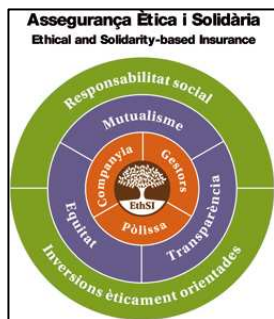 Assegurança Ètica i Solidària
Ethical and Solidarity-based Insurance
Responsabilitat social
Mutualisme
Companyia
Gestors
EthSI
Pòlissa
Equitat
Transparència
Inversions èticament orientades